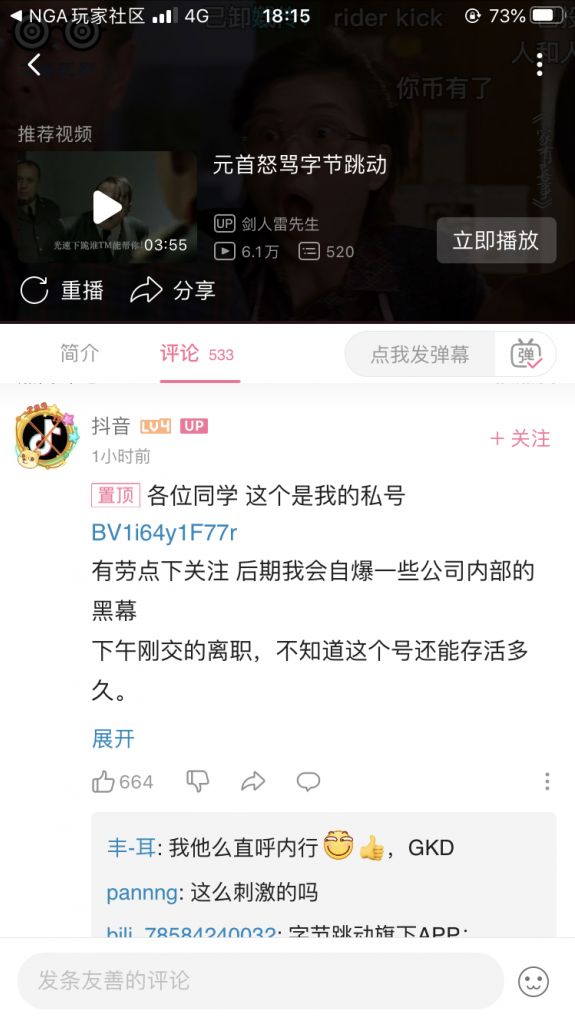 NGA玩家社区 4G 18:15 73%
已卸 rider kick
人和人
你币有了
推荐视频
元首怒骂字节跳动
UP 剑人雷先生
光速下跪谁TM能帮你! 03:55
6.1万 520
立即播放
重播 分享
简介 评论 533 点我发弹幕 弹
抖音 LV4 UP
+ 关注
1小时前
置顶 各位同学 这个是我的私号
BV1i64y1F77r
有劳点下关注 后期我会自爆一些公司内部的
黑幕
下午刚交的离职，不知道这个号还能存活多
久。
展开
664
丰-耳: 我他么直呼内行 ，GKD
pannng: 这么刺激的吗
bili_78584240032: 字节跳动旗下APP:
发条友善的评论